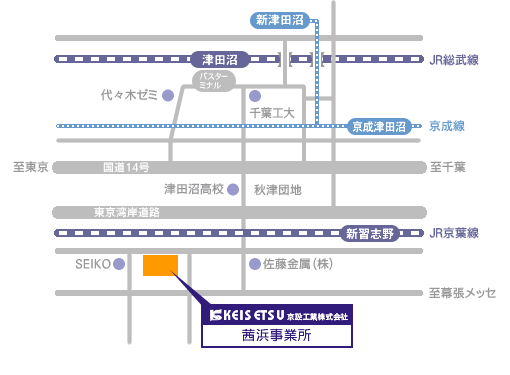 新津田沼
津田沼
JR総武線
バスター
ミナル
代々木ゼミ
千葉工大
京成津田沼
京成線
至東京
国道14号
至千葉
津田沼高校
秋津団地
東京湾岸道路
新習志野
JR京葉線
SEIKO
佐藤金属(株)
至幕張メッセ
KEISETSU 京設工業株式会社
茜浜事業所